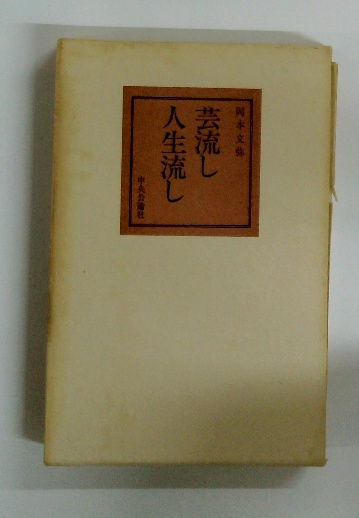 岡本文弥
芸流し
人生流し
中央公論社